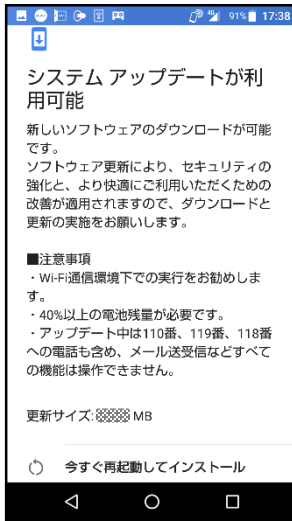 91% 17:38
システム アップデートが利
用可能
新しいソフトウェアのダウンロードが可能
です。
ソフトウェア更新により、セキュリティの
強化と、より快適にご利用いただくための
改善が適用されますので、ダウンロードと
更新の実施をお願いします。
■注意事項
・Wi-Fi通信環境下での実行をお勧めしま
す。
・40%以上の電池残量が必要です。
・アップデート中は110番、119番、118番
への電話も含め、メール送受信などすべて
の機能は操作できません。
更新サイズ: MB
今すぐ再起動してインストール